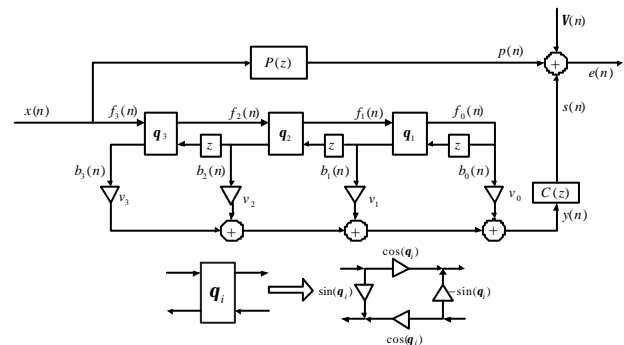 V(n)
P(z)
p(n)
+
e(n)
x(n)
s(n)
f₃(n)
f₂(n)
f₁(n)
f₀(n)
q₃
z
q₂
z
q₁
z
b₃(n)
b₂(n)
b₁(n)
b₀(n)
C(z)
v₃
v₂
v₁
v₀
y(n)
+
+
+
cos(qᵢ)
qᵢ
sin(qᵢ)
-sin(qᵢ)
cos(qᵢ)